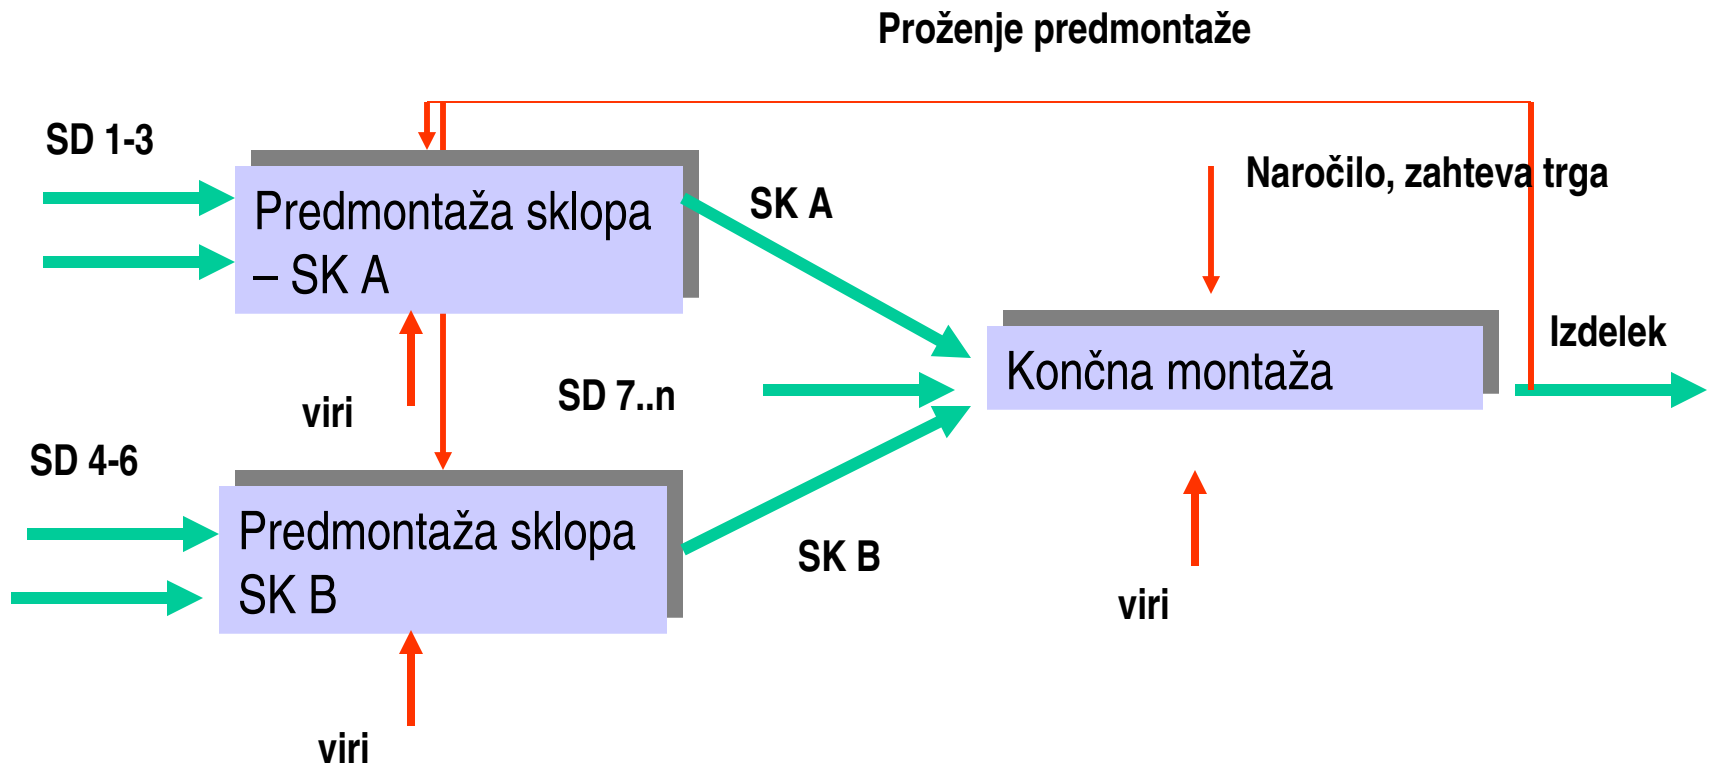 Proženje predmontaže
SD 1-3
Naročilo, zahteva trga
Predmontaža sklopa
– SK A
SK A
Izdelek
Končna montaža
SD 7..n
viri
SD 4-6
Predmontaža sklopa
SK B
SK B
viri
viri